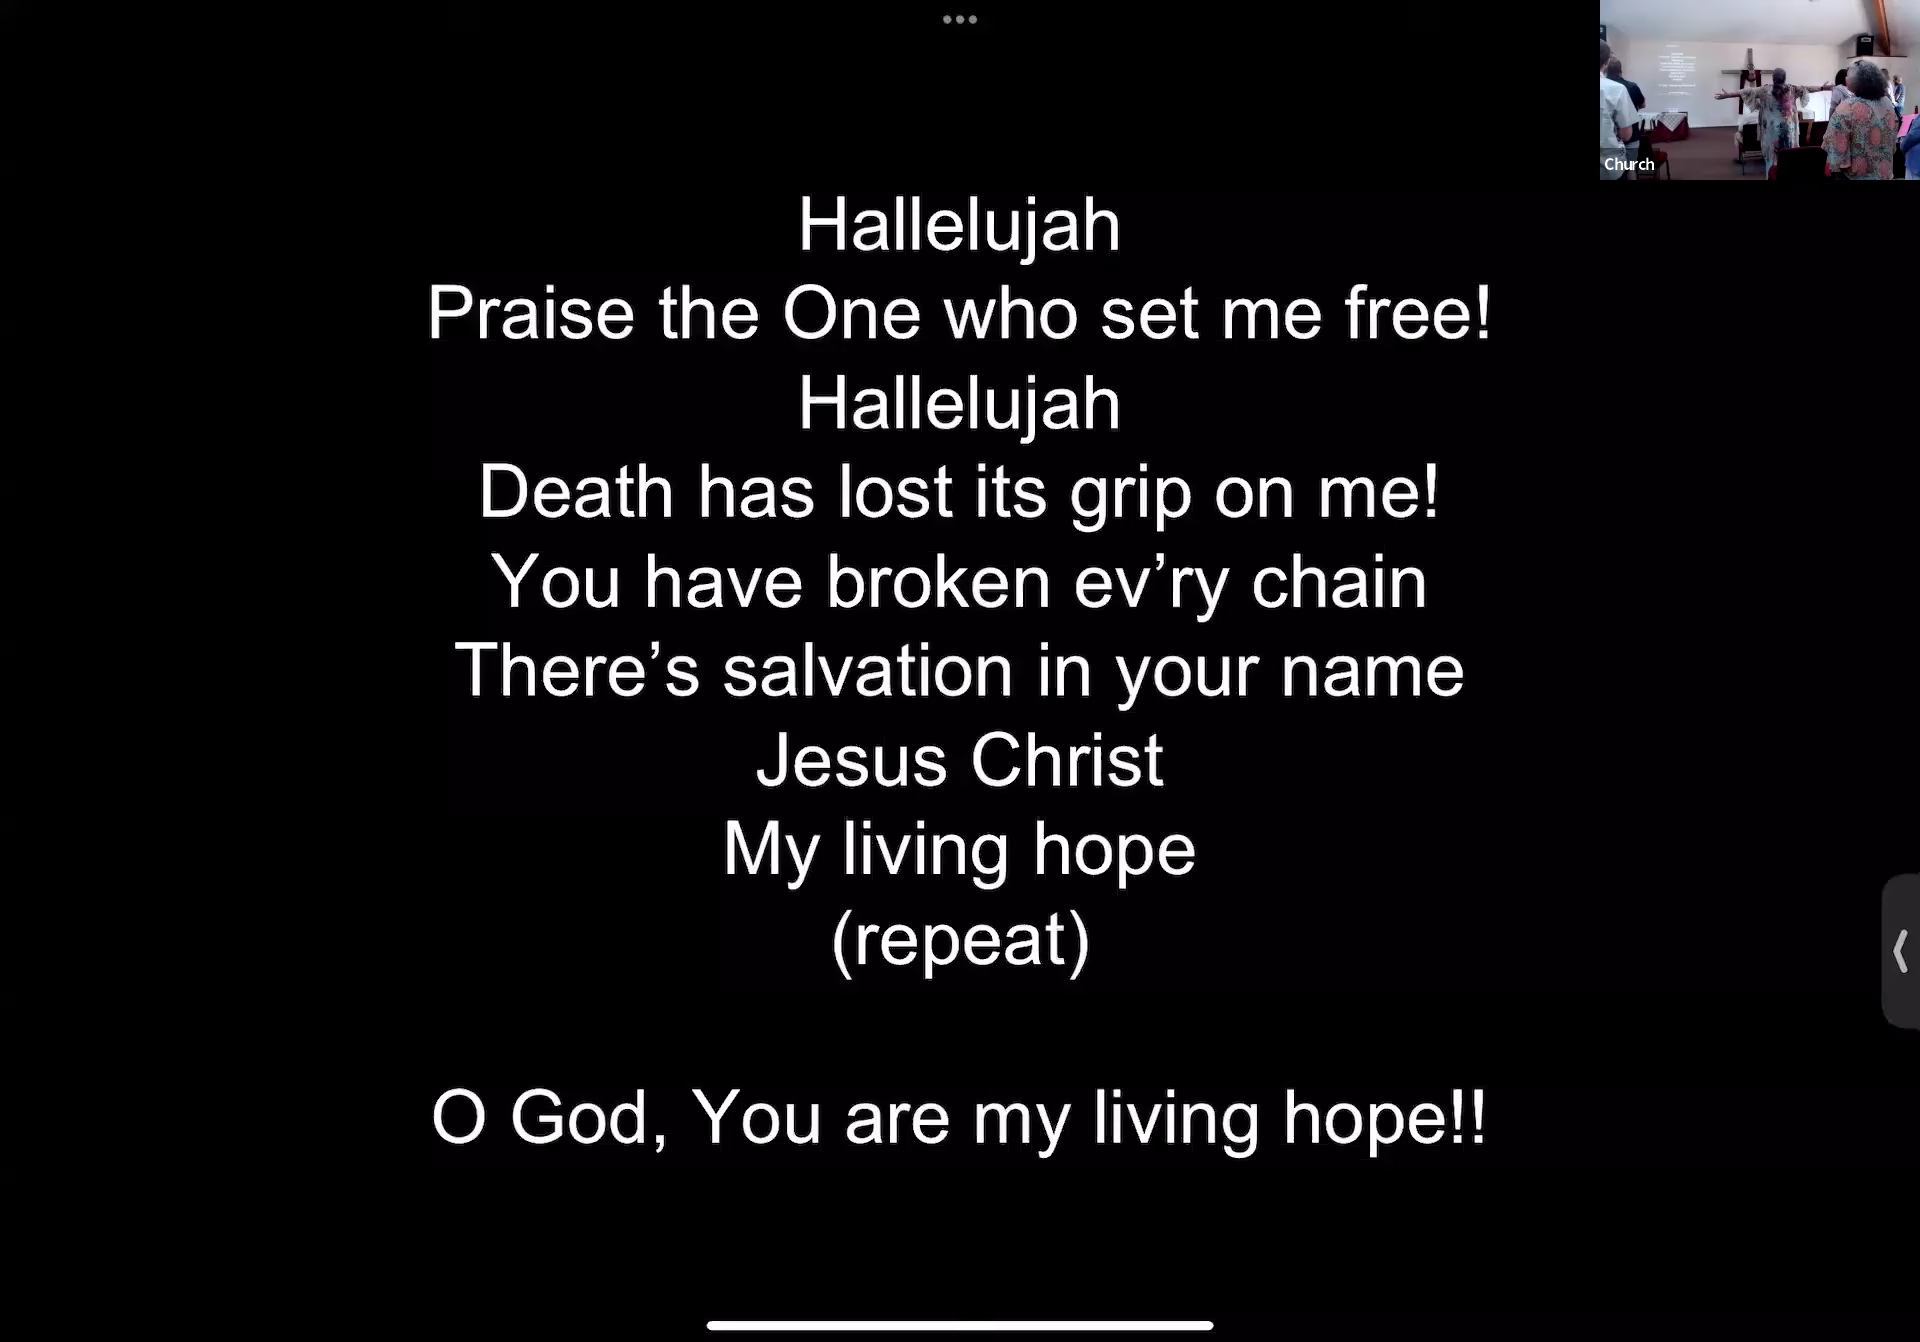 Church
Hallelujah
Praise the One who set me free!
Hallelujah
Death has lost its grip on me!
You have broken ev’ry chain
There’s salvation in your name
Jesus Christ
My living hope
(repeat)
O God, You are my living hope!!